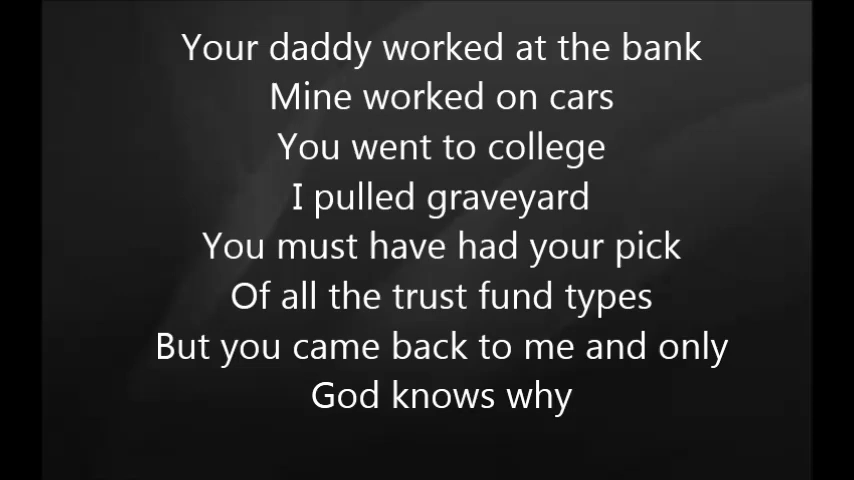 Your daddy worked at the bank
Mine worked on cars
You went to college
I pulled graveyard
You must have had your pick
Of all the trust fund types
But you came back to me and only
God knows why